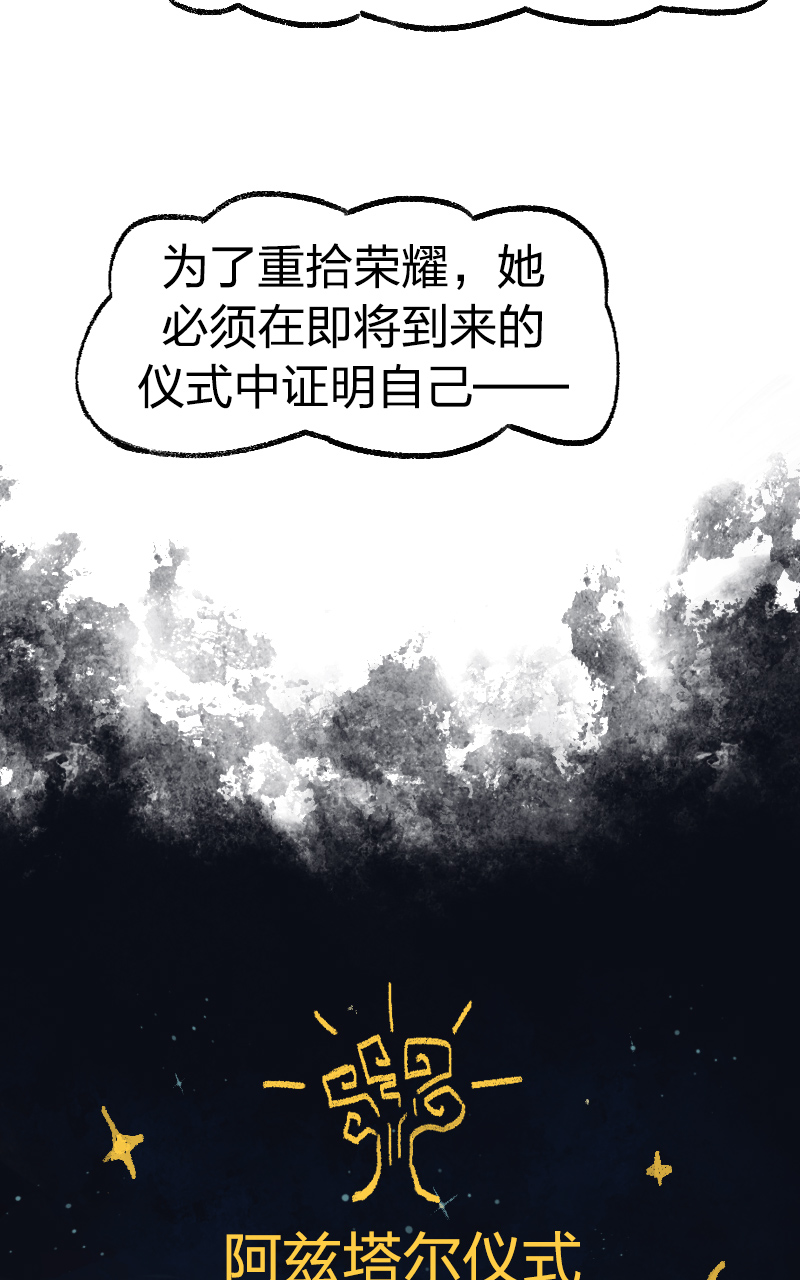 为了重拾荣耀，她
必须在即将到来的
仪式中证明自己——
阿兹塔尔仪式